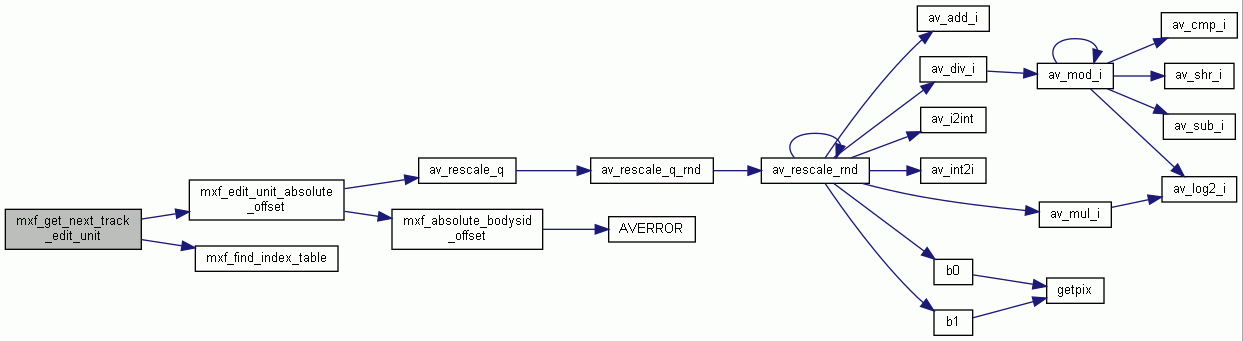 mxf_get_next_track
_edit_unit
mxf_edit_unit_absolute
_offset
mxf_find_index_table
av_rescale_q
mxf_absolute_bodysid
_offset
av_rescale_q_rnd
AVERROR
av_rescale_rnd
av_add_i
av_div_i
av_i2int
av_int2i
av_mul_i
b0
b1
av_mod_i
getpix
av_cmp_i
av_shr_i
av_sub_i
av_log2_i